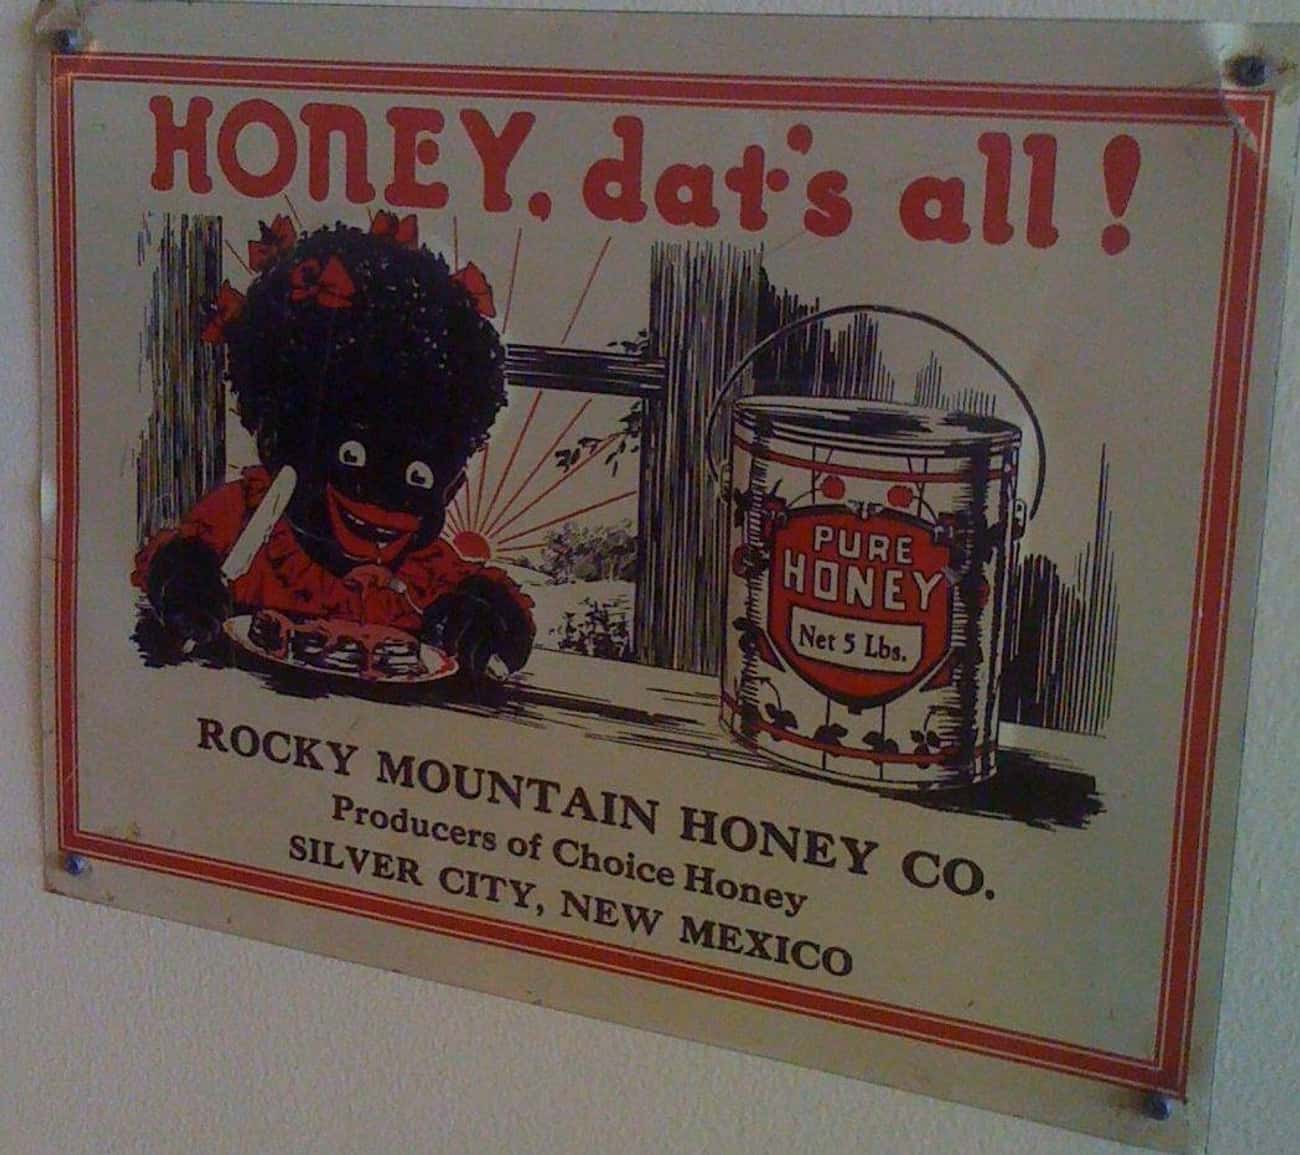 HONEY, dat's all!
PURE
HONEY
Net 5 Lbs.
ROCKY MOUNTAIN HONEY CO.
Producers of Choice Honey
SILVER CITY, NEW MEXICO